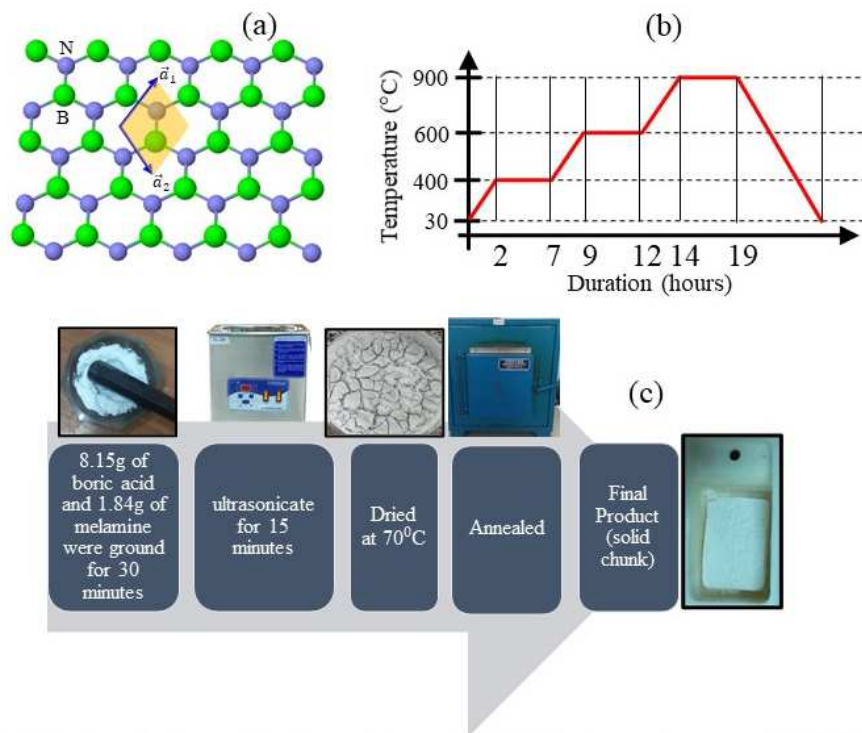 (a)
N
B
a⃗₁
a⃗₂
(b)
Temperature (°C)
900
600
400
30
2 7 9 12 14 19
Duration (hours)
(c)
8.15g of
boric acid
and 1.84g of
melamine
were ground
for 30
minutes
ultrasonicate
for 15
minutes
Dried
at 70⁰C
Annealed
Final
Product
(solid
chunk)